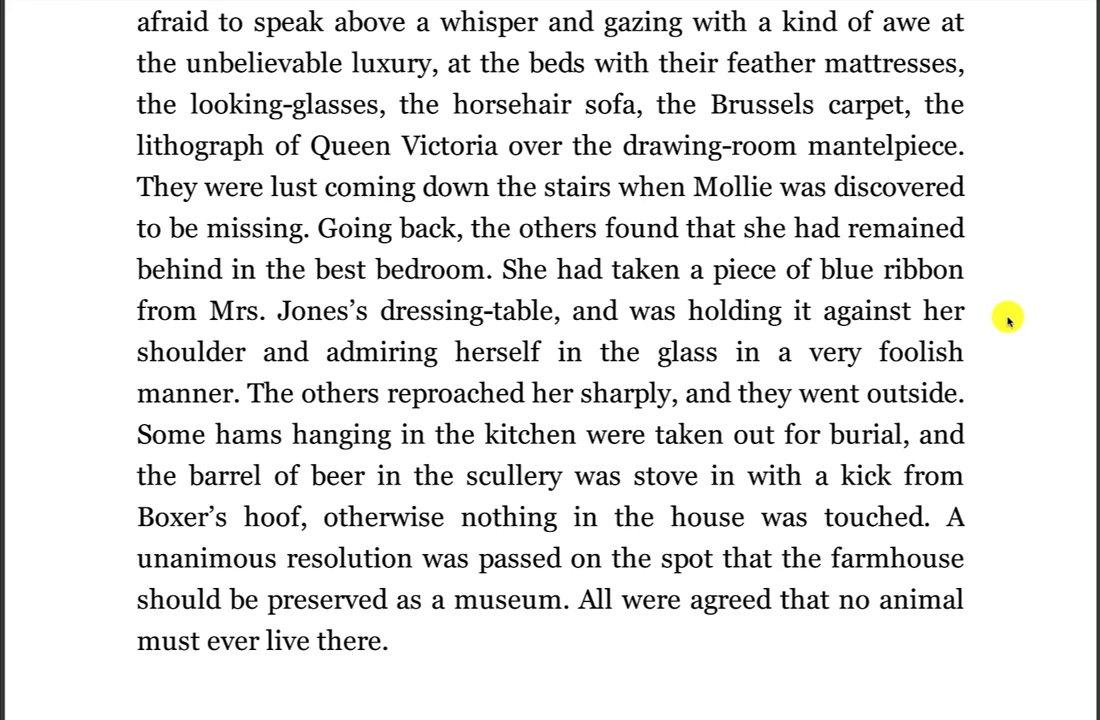 afraid to speak above a whisper and gazing with a kind of awe at
the unbelievable luxury, at the beds with their feather mattresses,
the looking-glasses, the horsehair sofa, the Brussels carpet, the
lithograph of Queen Victoria over the drawing-room mantelpiece.
They were lust coming down the stairs when Mollie was discovered
to be missing. Going back, the others found that she had remained
behind in the best bedroom. She had taken a piece of blue ribbon
from Mrs. Jones’s dressing-table, and was holding it against her
shoulder and admiring herself in the glass in a very foolish
manner. The others reproached her sharply, and they went outside.
Some hams hanging in the kitchen were taken out for burial, and
the barrel of beer in the scullery was stove in with a kick from
Boxer’s hoof, otherwise nothing in the house was touched. A
unanimous resolution was passed on the spot that the farmhouse
should be preserved as a museum. All were agreed that no animal
must ever live there.